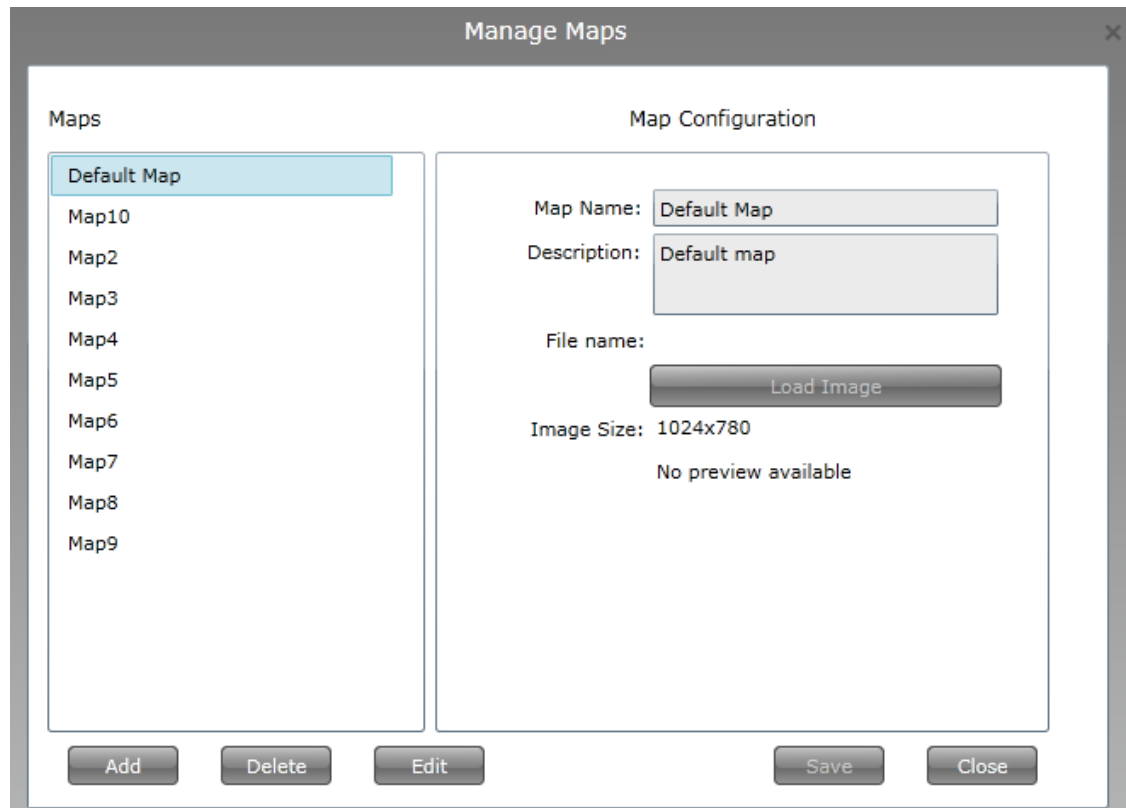 Manage Maps
Maps
Map Configuration
Default Map
Map10
Map2
Map3
Map4
Map5
Map6
Map7
Map8
Map9
Map Name: Default Map
Description: Default map
File name:
Load Image
Image Size: 1024x780
No preview available
Add Delete Edit Save Close